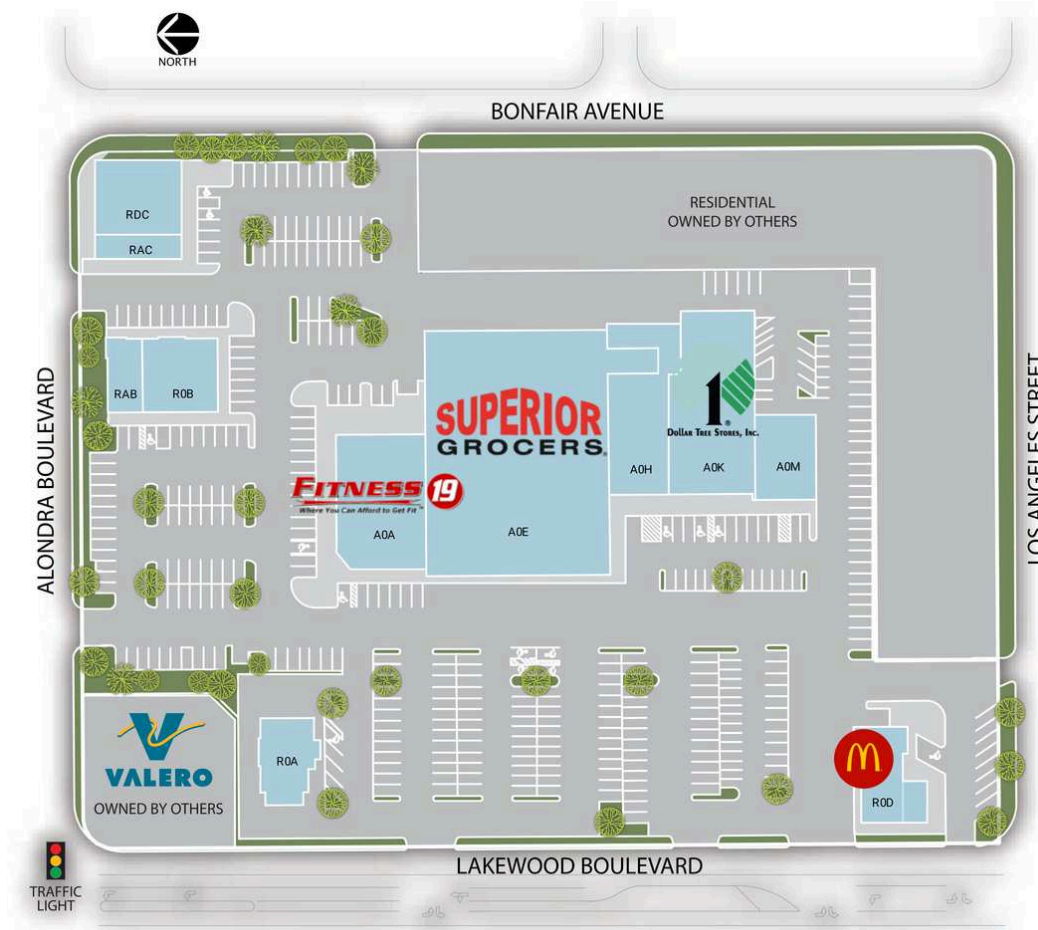 NORTH
BONFAIR AVENUE
RDC
RAC
RESIDENTIAL
OWNED BY OTHERS
ALONDRA BOULEVARD
LOS ANGELES STREET
RAB
R0B
SUPERIOR
GROCERS
1
Dollar Tree Stores, Inc.
A0H
A0K
A0M
FITNESS 19
Where You Can Afford to Get Fit
A0A
A0E
VALERO
OWNED BY OTHERS
R0A
M
R0D
LAKEWOOD BOULEVARD
TRAFFIC
LIGHT